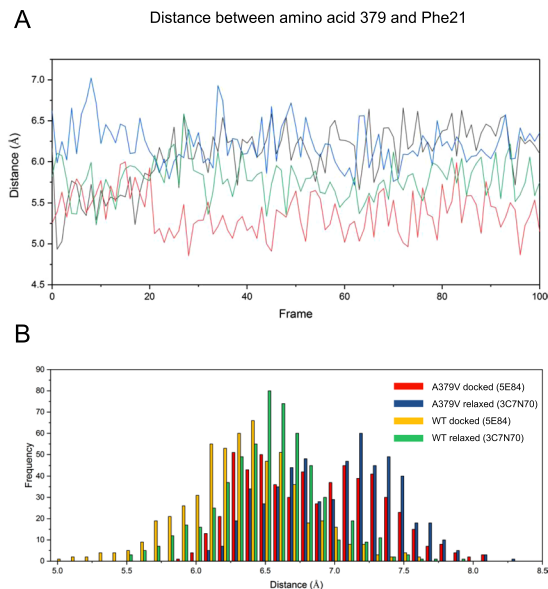 A
Distance between amino acid 379 and Phe21
7.0
6.5
6.0
5.5
5.0
4.5
Distance (Å)
0 20 40 60 80 100
Frame
B
90
80
70
60
50
40
30
20
10
0
Frequency
A379V docked (5E84)
A379V relaxed (3C7N70)
WT docked (5E84)
WT relaxed (3C7N70)
5.0 5.5 6.0 6.5 7.0 7.5 8.0 8.5
Distance (Å)